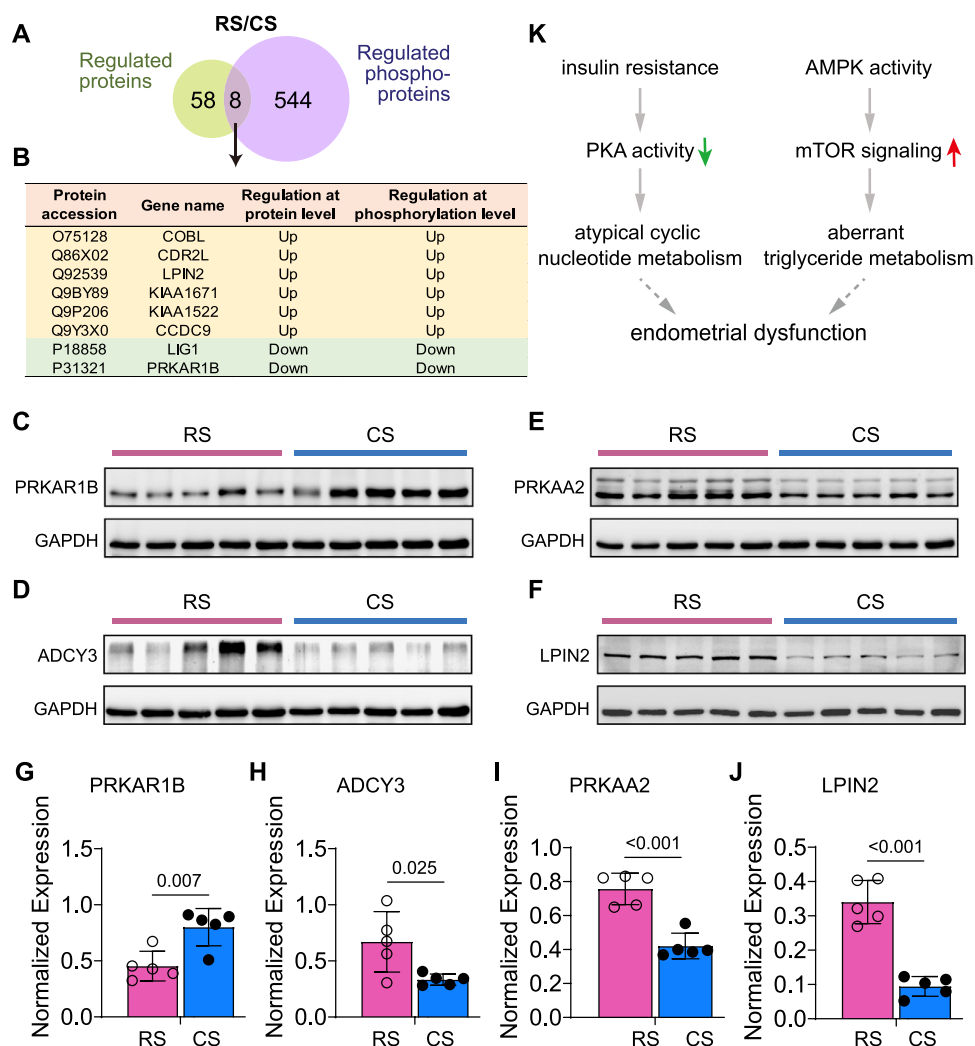 A
RS/CS
Regulated
proteins
Regulated
phospho-
proteins
58 8 544
B
Protein accession Gene name Regulation at protein level Regulation at phosphorylation level
O75128 COBL Up Up
Q86X02 CDR2L Up Up
Q92539 LPIN2 Up Up
Q9BY89 KIAA1671 Up Up
Q9P206 KIAA1522 Up Up
Q9Y3X0 CCDC9 Up Up
P18858 LIG1 Down Down
P31321 PRKAR1B Down Down
K
insulin resistance
PKA activity
atypical cyclic
nucleotide metabolism
AMPK activity
mTOR signaling
aberrant
triglyceride metabolism
endometrial dysfunction
C
RS CS
PRKAR1B
GAPDH
E
RS CS
PRKAA2
GAPDH
D
RS CS
ADCY3
GAPDH
F
RS CS
LPIN2
GAPDH
G
PRKAR1B
Normalized Expression
1.5
1.0
0.5
0.0
0.007
RS CS
H
ADCY3
Normalized Expression
1.5
1.0
0.5
0.0
0.025
RS CS
I
PRKAA2
Normalized Expression
1.0
0.8
0.6
0.4
0.2
0.0
<0.001
RS CS
J
LPIN2
Normalized Expression
0.5
0.4
0.3
0.2
0.1
0.0
<0.001
RS CS